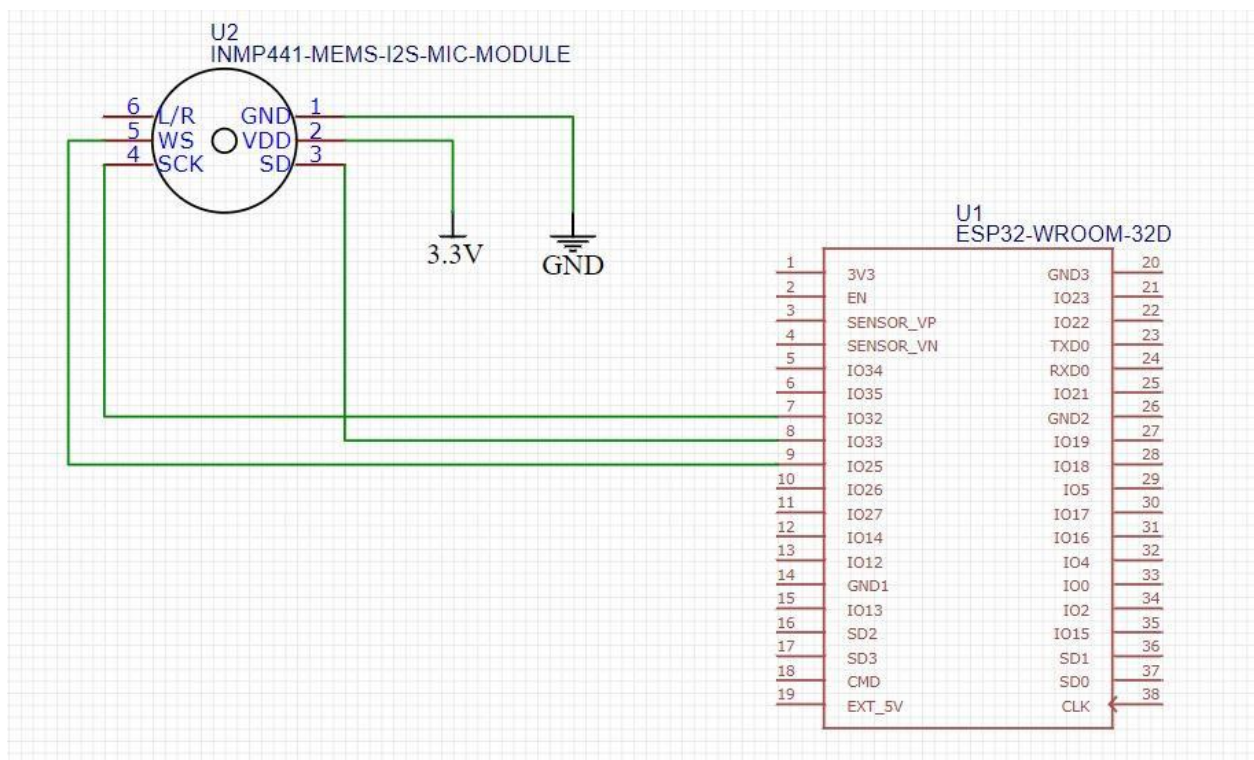 U2
INMP441-MEMS-I2S-MIC-MODULE
6 L/R GND 1
5 WS VDD 2
4 SCK SD 3
3.3V
GND
U1
ESP32-WROOM-32D
1 3V3 GND3 20
2 EN IO23 21
3 SENSOR_VP IO22 22
4 SENSOR_VN TXD0 23
5 IO34 RXD0 24
6 IO35 IO21 25
7 IO32 GND2 26
8 IO33 IO19 27
9 IO25 IO18 28
10 IO26 IO5 29
11 IO27 IO17 30
12 IO14 IO16 31
13 IO12 IO4 32
14 GND1 IO0 33
15 IO13 IO2 34
16 SD2 IO15 35
17 SD3 SD1 36
18 CMD SD0 37
19 EXT_5V CLK 38